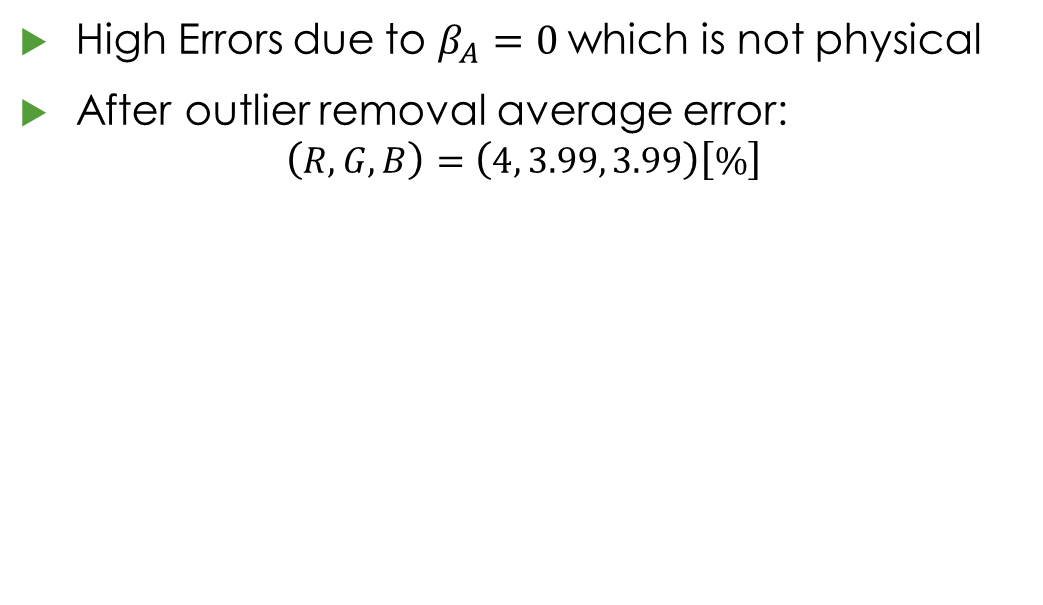 High Errors due to β_A = 0 which is not physical
After outlier removal average error:
(R, G, B) = (4, 3.99, 3.99)[%]